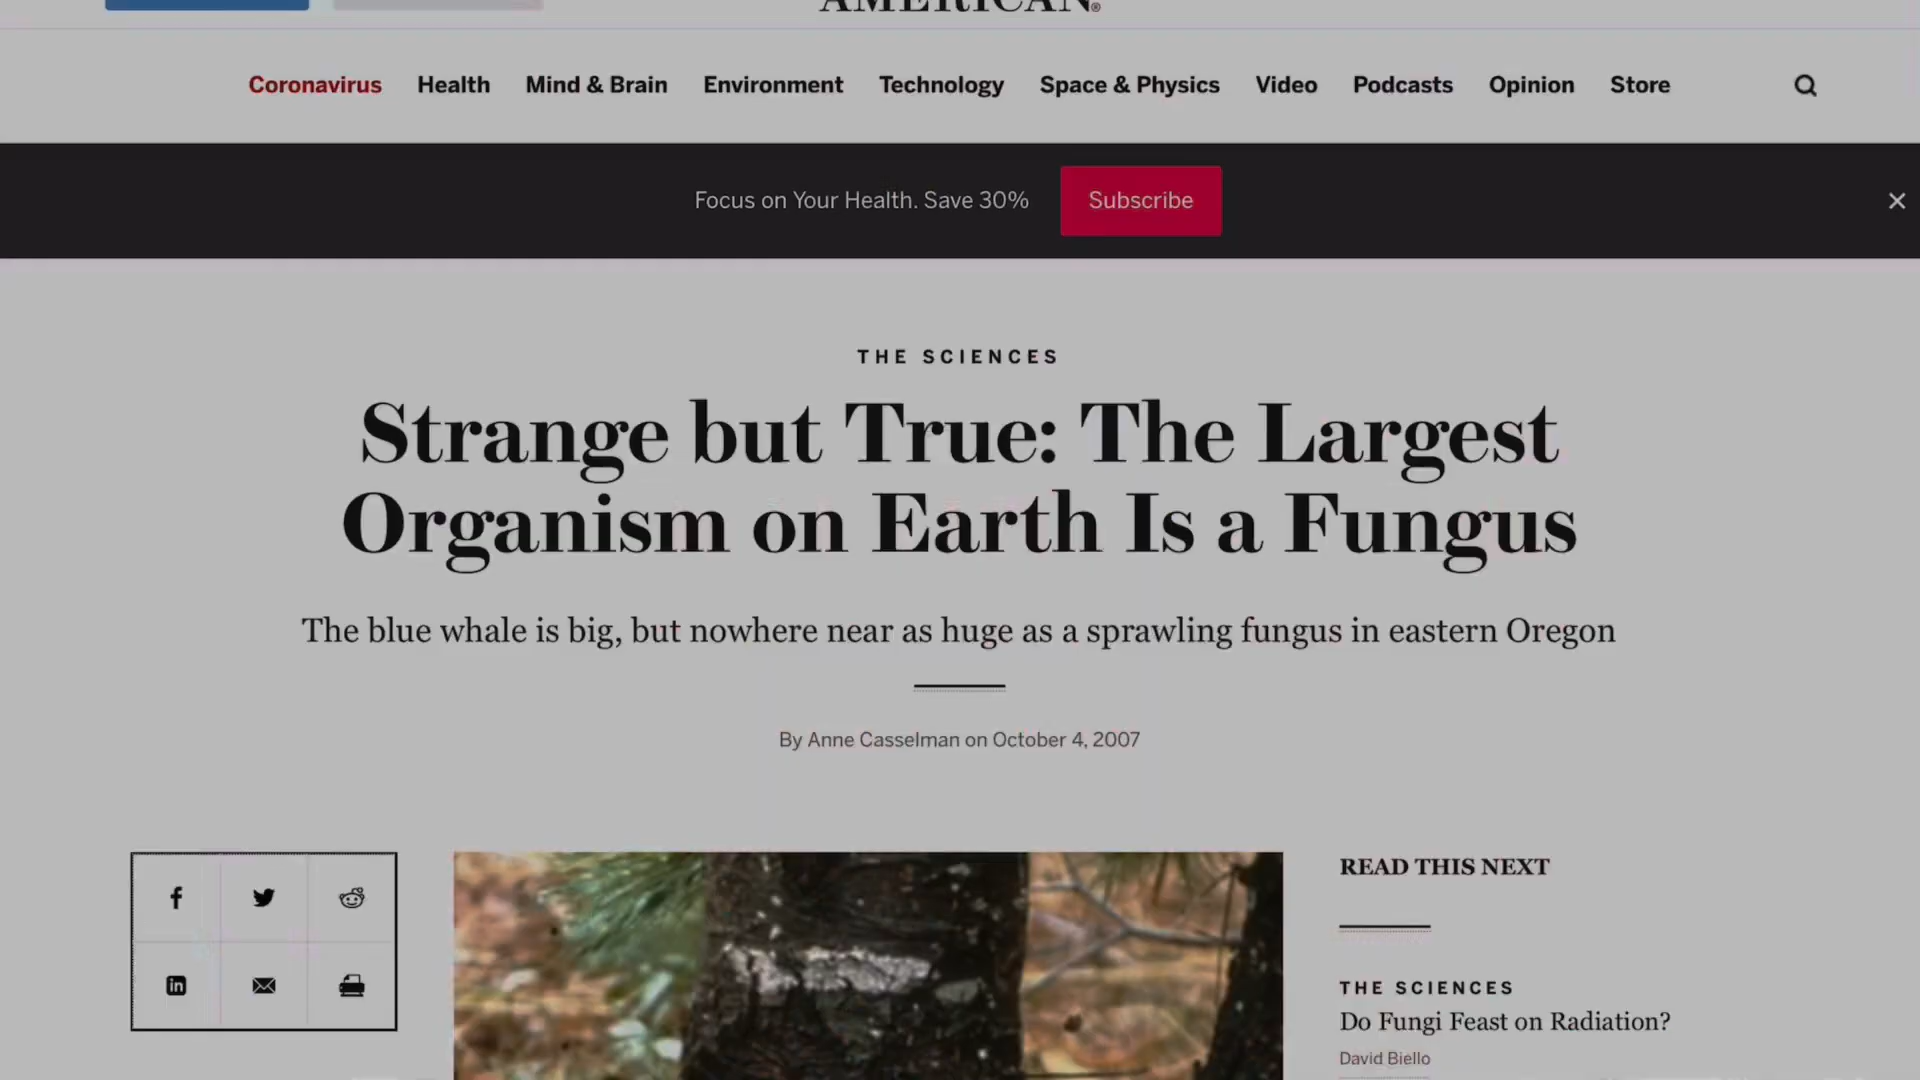 AMERICAN®
Coronavirus Health Mind & Brain Environment Technology Space & Physics Video Podcasts Opinion Store
Focus on Your Health. Save 30% Subscribe
THE SCIENCES
Strange but True: The Largest
Organism on Earth Is a Fungus
The blue whale is big, but nowhere near as huge as a sprawling fungus in eastern Oregon
By Anne Casselman on October 4, 2007
READ THIS NEXT
THE SCIENCES
Do Fungi Feast on Radiation?
David Biello